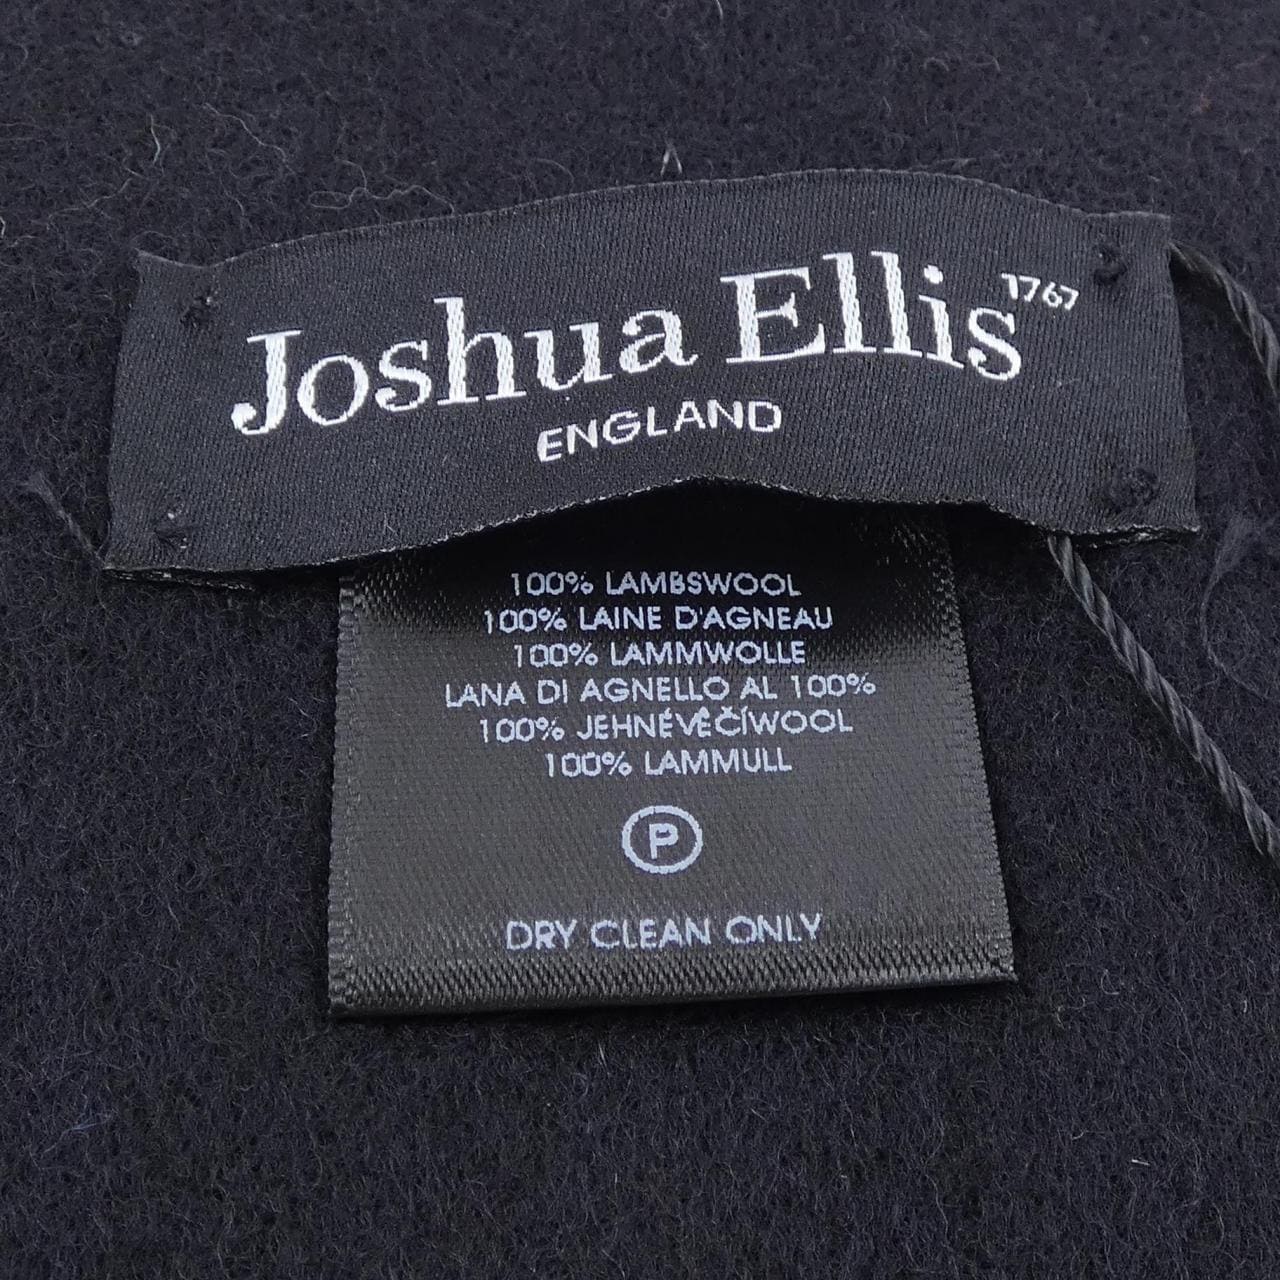 Joshua Ellis 1767
ENGLAND
100% LAMBSWOOL
100% LAINE D'AGNEAU
100% LAMMWOLLE
LANA DI AGNELLO AL 100%
100% JEHNĚVĚČÍWOOL
100% LAMMULL
P
DRY CLEAN ONLY